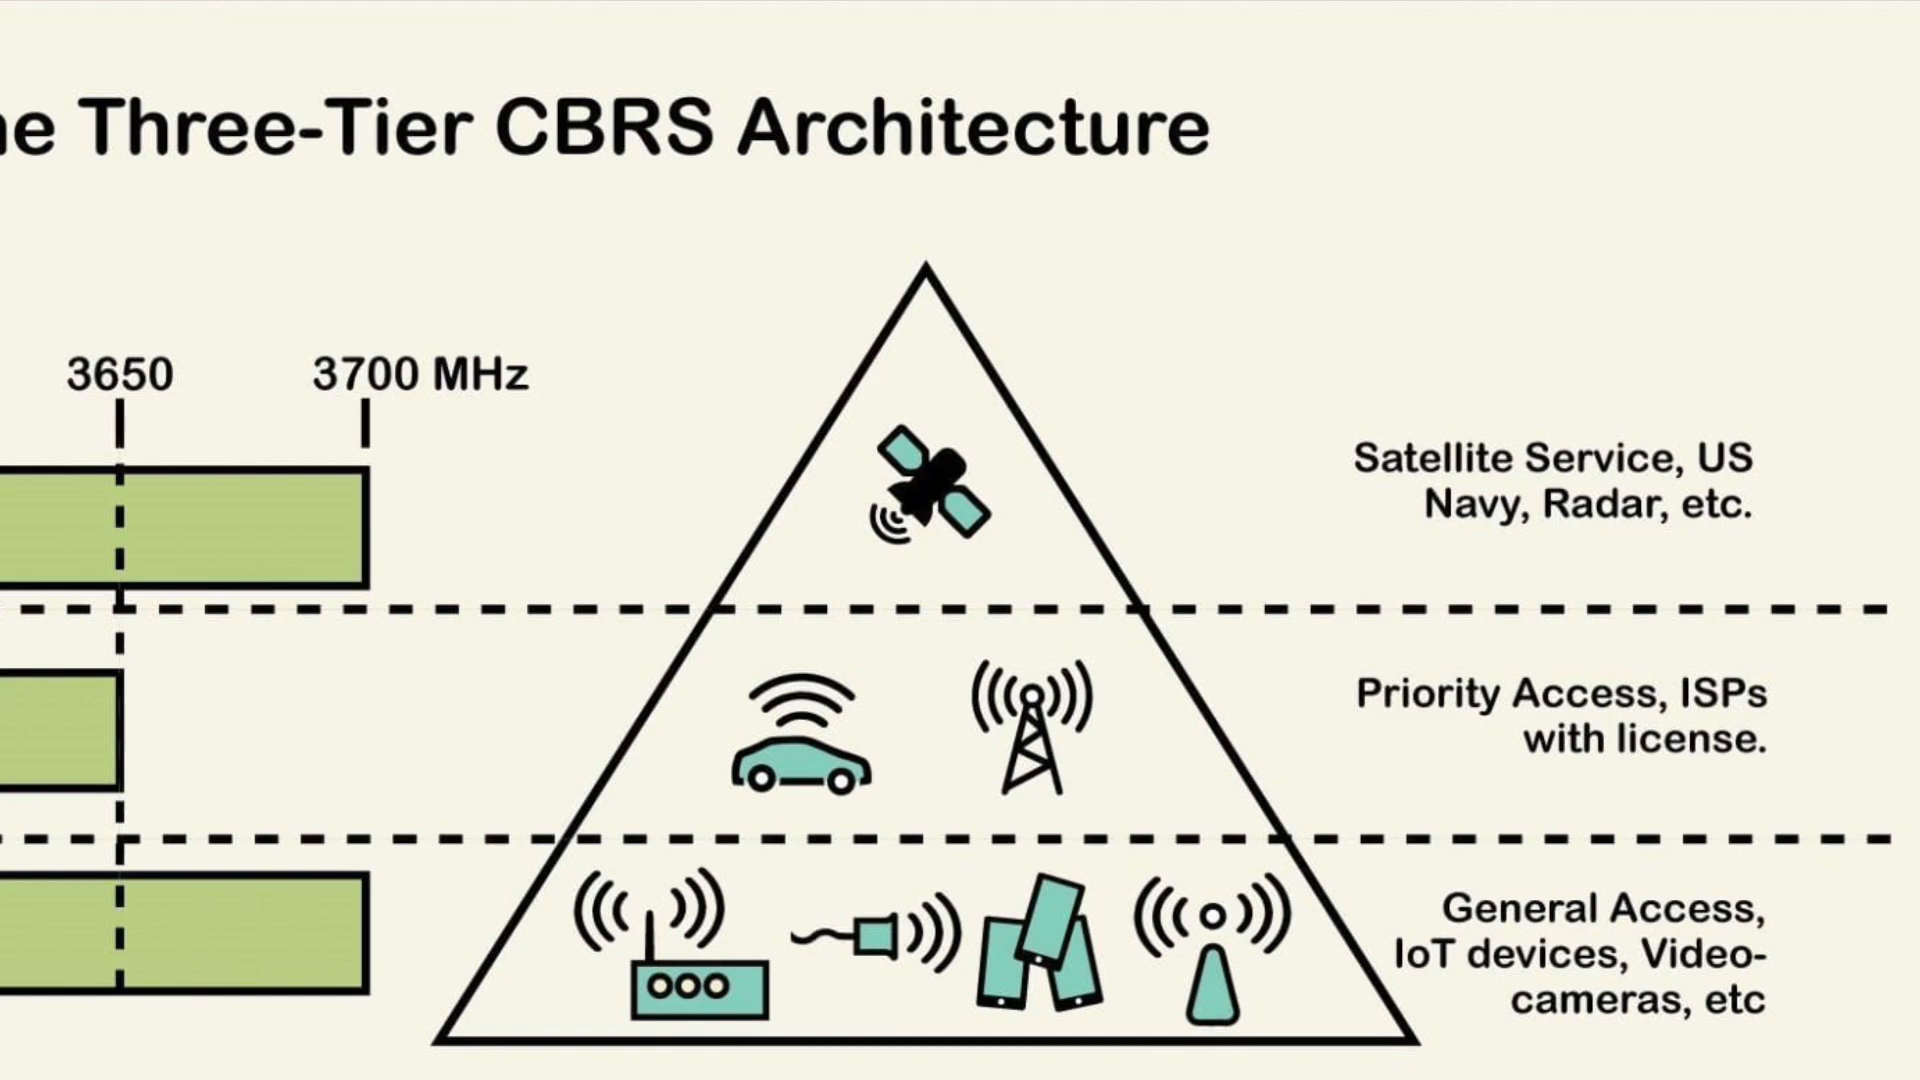 he Three-Tier CBRS Architecture
3650
3700 MHz
Satellite Service, US
Navy, Radar, etc.
Priority Access, ISPs
with license.
General Access,
IoT devices, Video-
cameras, etc